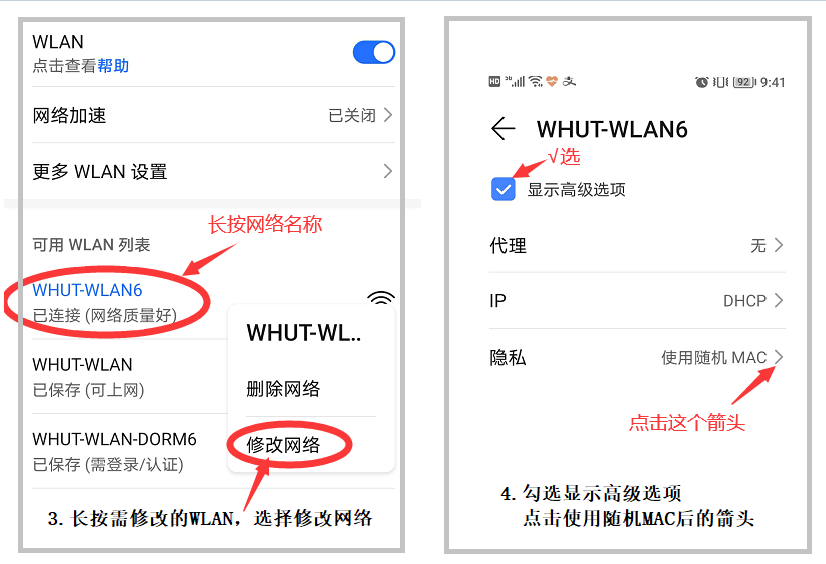 WLAN
点击查看帮助
网络加速 已关闭
更多 WLAN 设置
长按网络名称
可用 WLAN 列表
WHUT-WLAN6
已连接 (网络质量好)
WHUT-WLAN
已保存 (可上网)
WHUT-WLAN-DORM6
已保存 (需登录/认证)
WHUT-WL..
删除网络
修改网络
3. 长按需修改的WLAN，选择修改网络
HD 92 9:41
WHUT-WLAN6
√选
显示高级选项
代理 无
IP DHCP
隐私 使用随机 MAC
点击这个箭头
4. 勾选显示高级选项
点击使用随机MAC后的箭头